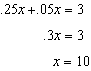 .25x+.05x = 3
.3x = 3
x = 10